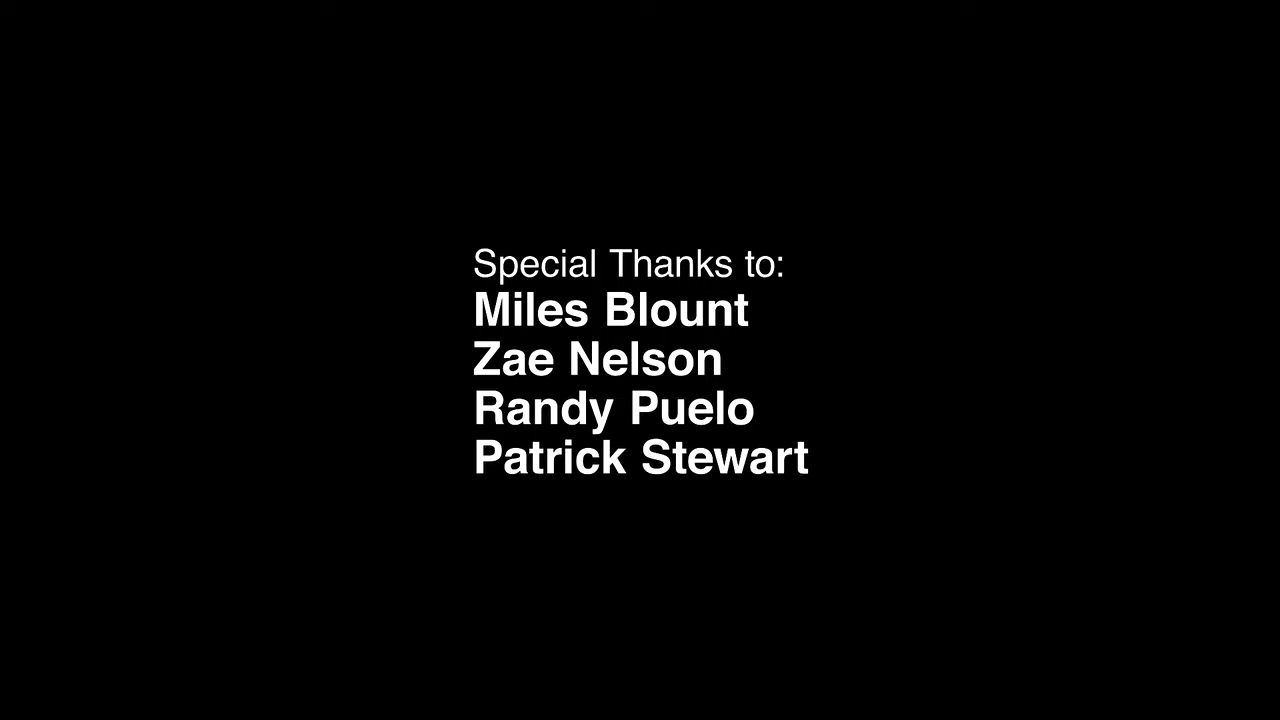 Special Thanks to:
Miles Blount
Zae Nelson
Randy Puelo
Patrick Stewart